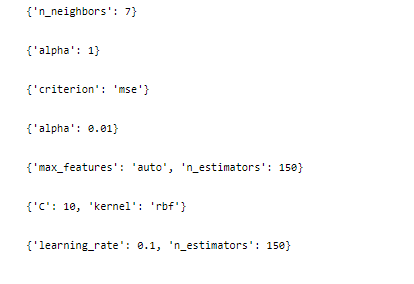 {'n_neighbors': 7}
{'alpha': 1}
{'criterion': 'mse'}
{'alpha': 0.01}
{'max_features': 'auto', 'n_estimators': 150}
{'C': 10, 'kernel': 'rbf'}
{'learning_rate': 0.1, 'n_estimators': 150}